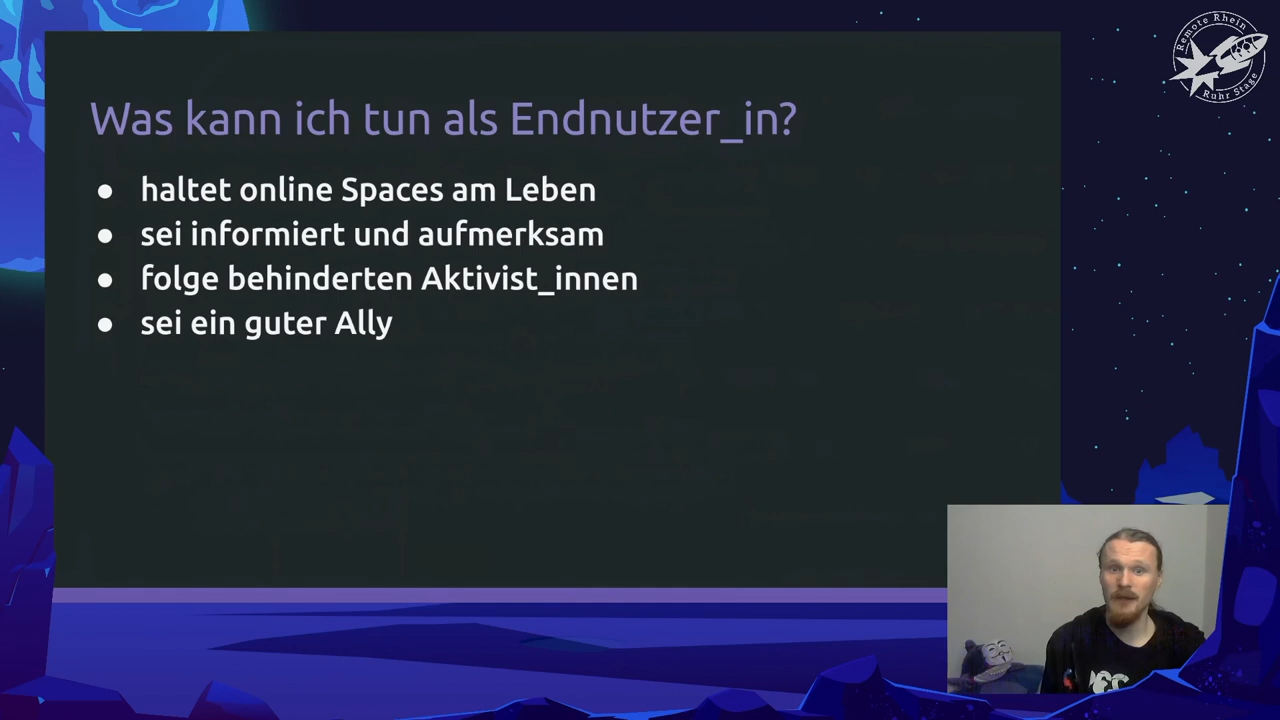 Remote Rhein
Ruhr Stage
Was kann ich tun als Endnutzer_in?
● haltet online Spaces am Leben
● sei informiert und aufmerksam
● folge behinderten Aktivist_innen
● sei ein guter Ally